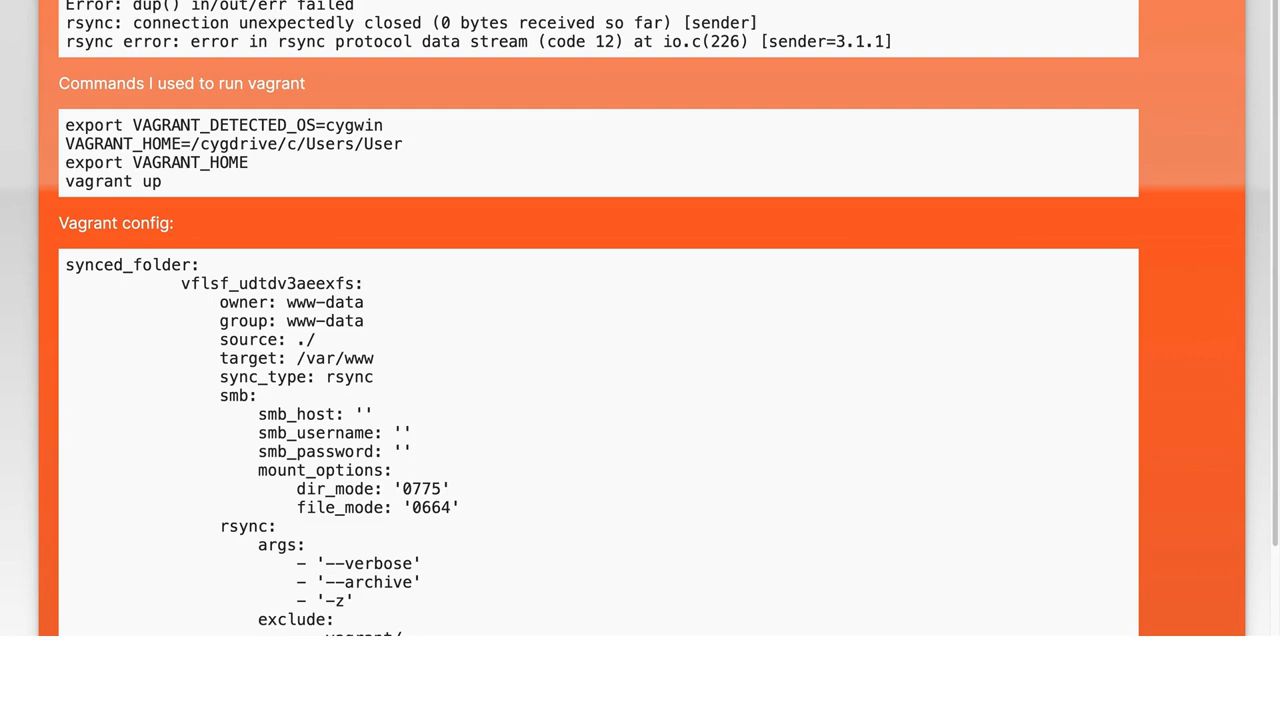 Error: dup() in/out/err failed
rsync: connection unexpectedly closed (0 bytes received so far) [sender]
rsync error: error in rsync protocol data stream (code 12) at io.c(226) [sender=3.1.1]
Commands I used to run vagrant
export VAGRANT_DETECTED_OS=cygwin
VAGRANT_HOME=/cygdrive/c/Users/User
export VAGRANT_HOME
vagrant up
Vagrant config:
synced_folder:
            vflsf_udtdv3aeexfs:
                owner: www-data
                group: www-data
                source: ./
                target: /var/www
                sync_type: rsync
                smb:
                    smb_host: ''
                    smb_username: ''
                    smb_password: ''
                    mount_options:
                        dir_mode: '0775'
                        file_mode: '0664'
                rsync:
                    args:
                        - '--verbose'
                        - '--archive'
                        - '-z'
                    exclude: